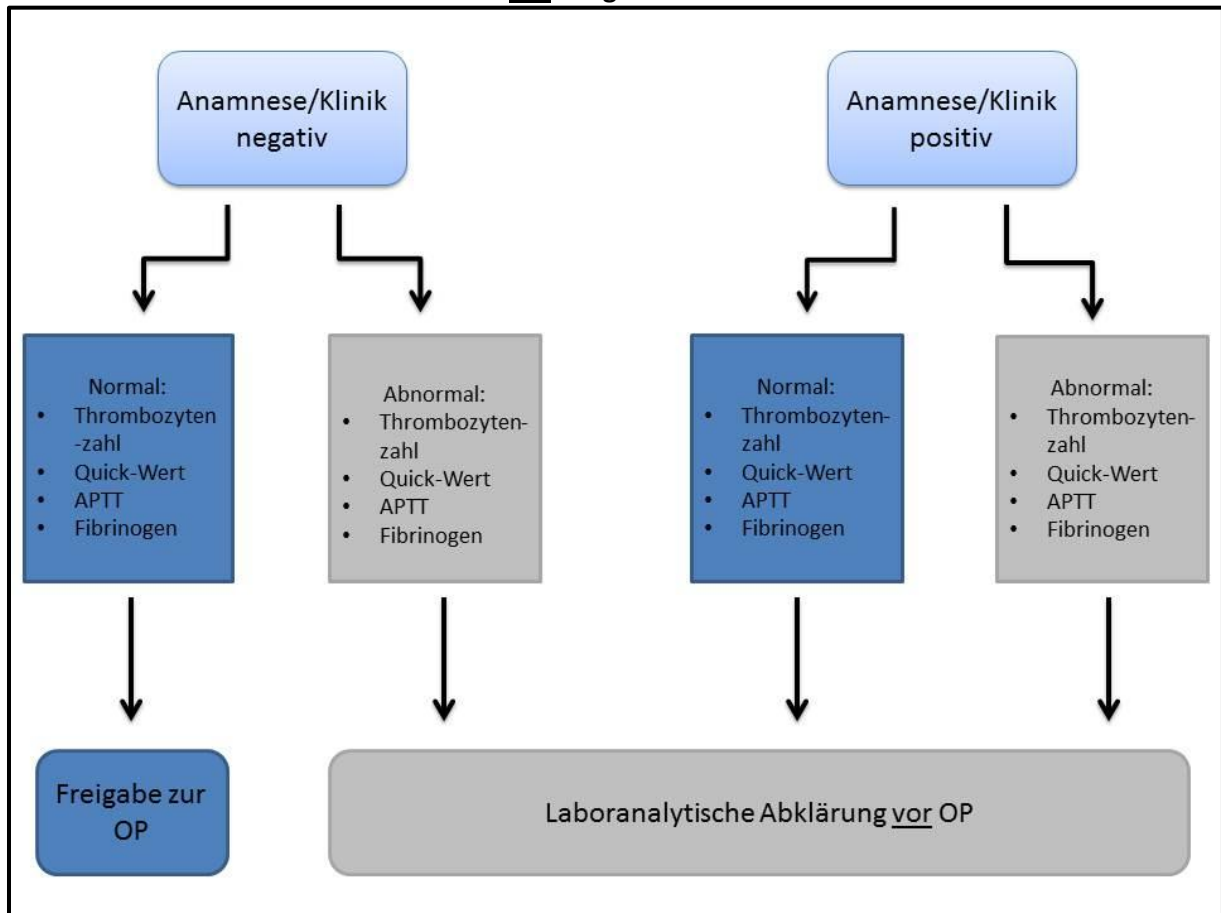 Anamnese/Klinik
negativ
Anamnese/Klinik
positiv
Normal:
• Thrombozyten
-zahl
• Quick-Wert
• APTT
• Fibrinogen
Abnormal:
• Thrombozyten-
zahl
• Quick-Wert
• APTT
• Fibrinogen
Normal:
• Thrombozyten-
zahl
• Quick-Wert
• APTT
• Fibrinogen
Abnormal:
• Thrombozyten-
zahl
• Quick-Wert
• APTT
• Fibrinogen
Freigabe zur
OP
Laboranalytische Abklärung vor OP